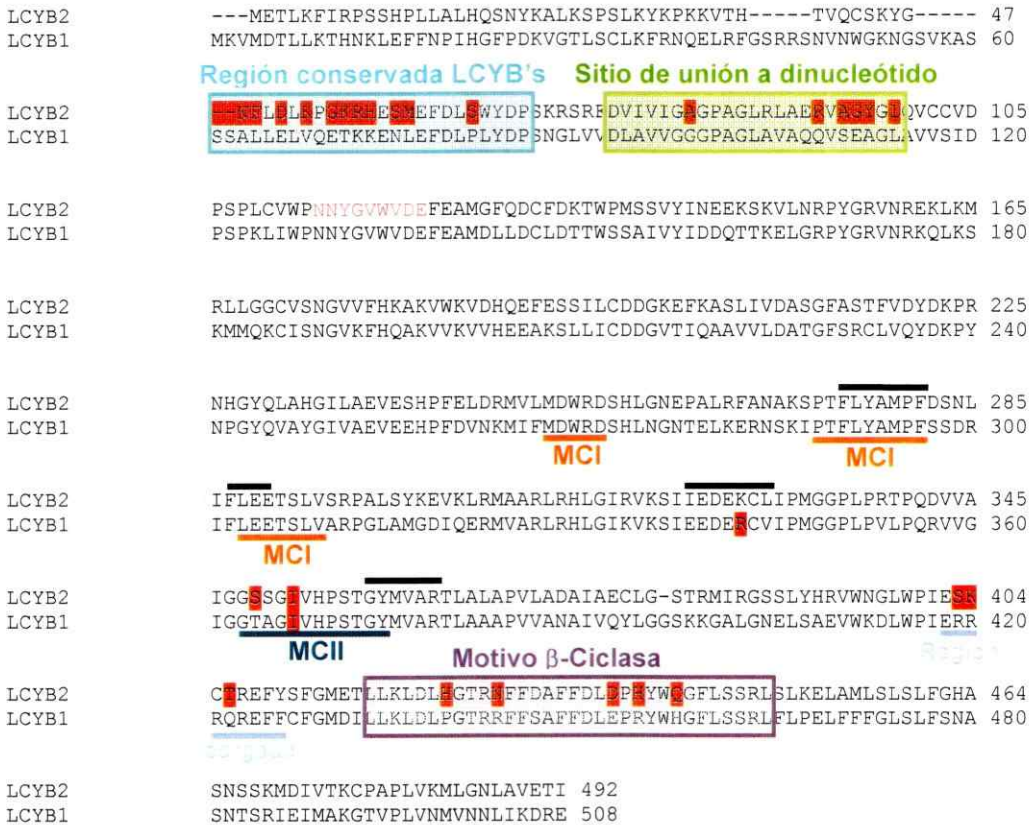 LCYB2 ---METLKFIRPSSHPLLALHQSNYKALKSPSLKYKPKKVTH-----TVQCSKYG----- 47
LCYB1 MKVMDTLLKTHNKLEFFNPIHGFPDKVGTLSCLKFRNQELRFGSRRSNVNWGKNGSVKAS 60
Región conservada LCYB's Sitio de unión a dinucleótido
LCYB2 DLRPGKRHESMEFDLSWYDPSKRSRFDVIVIGAGPAGLRLAERVAGYGLQVCCVD 105
LCYB1 SSALLELVQETKKENLEFDLPLYDPSNGLVVDLAVVGGGPAGLAVAQQVSEAGLAVVSID 120
LCYB2 PSPLCVWPNNYGVWVDEFEAMGFQDCFDKTWPMSSVYINEEKSKVLNRPYGRVNREKLKM 165
LCYB1 PSPKLIWPNNYGVWVDEFEAMDLLDCLDTTWSSAIVYIDDQTTKELGRPYGRVNRKQLKS 180
LCYB2 RLLGGCVSNGVVFHKAKVWKVDHQEFESSILCDDGKEFKASLIVDASGFASTFVDYDKPR 225
LCYB1 KMMQKCISNGVKFHQAKVVKVVHEEAKSLLICDDGVTIQAAVVLDATGFSRCLVQYDKPY 240
LCYB2 NHGYQLAHGILAEVESHPFELDRMVLMDWRDSHLGNEPALRFANAKSPTFLYAMPFDSNL 285
LCYB1 NPGYQVAYGIVAEVEEHPFDVNKMIFMDWRDSHLNGNTELKERNSKIPTFLYAMPFSSDR 300
MCI MCI
LCYB2 IFLEETSLVSRPALSYKEVKLRMAARLRHLGIRVKSIIEDEKCLIPMGGPLPRTPQDVVA 345
LCYB1 IFLEETSLVARPGLAMGDIQERMVARLRHLGIKVKSIEEDERCVIPMGGPLPVLPQRVVG 360
MCI
LCYB2 IGGSSGIVHPSTGYMVARTLALAPVLADAIAECLG-STRMIRGSSLYHRVWNGLWPIESK 404
LCYB1 IGGTAGIVHPSTGYMVARTLAAAPVVANAIVQYLGGSKKGALGNELSAEVWKDLWPIERR 420
MCII Motivo β-Ciclasa Region
LCYB2 CTREFYSFGMETLLKLDLHGTRNFFDAFFDLDPHYWQGFLSSRLSLKELAMLSLSLFGHA 464
LCYB1 RQREFFCFGMDILLKLDLPGTRRFFSAFFDLEPRYWHGFLSSRLFLPELFFFGLSLFSNA 480
LCYB2 SNSSKMDIVTKCPAPLVKMLGNLAVETI 492
LCYB1 SNTSRIEIMAKGTVPLVNMVNNLIKDRE 508